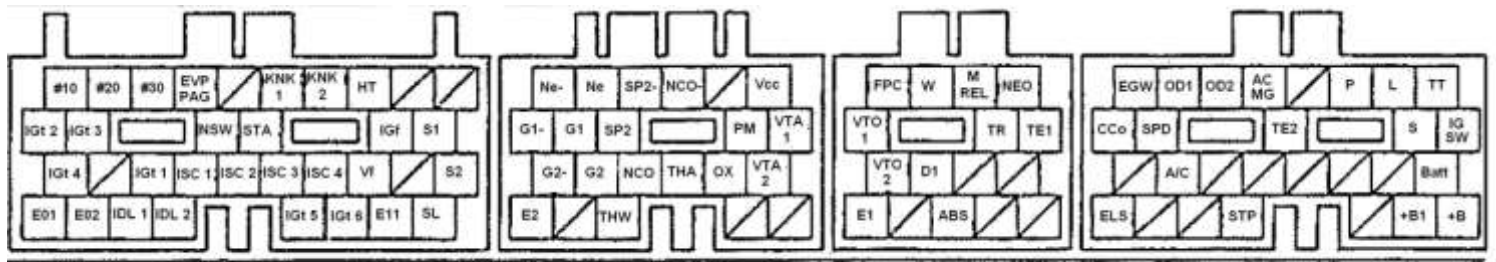 #10 #20 #30 EVP PAG KNK 1 KNK 2 HT Ne- Ne SP2- NCO- Vcc FPC W M REL NEO EGW OD1 OD2 AC MG P L TT
IGt 2 IGt 3 NSW STA IGf S1 G1- G1 SP2 PM VTA 1 VTO 1 TR TE1 CCo SPD TE2 S IG SW
IGt 4 IGt 1 ISC 1 ISC 2 ISC 3 ISC 4 Vf S2 G2- G2 NCO THA OX VTA 2 VTO 2 D1 A/C Batt
E01 E02 IDL 1 IDL 2 IGt 5 IGt 6 E11 SL E2 THW E1 ABS ELS STP +B1 +B